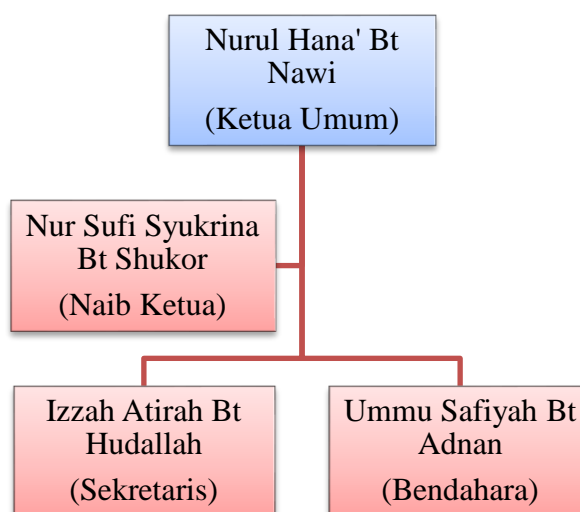 Nurul Hana' Bt
Nawi
(Ketua Umum)
Nur Sufi Syukrina
Bt Shukor
(Naib Ketua)
Izzah Atirah Bt
Hudallah
(Sekretaris)
Ummu Safiyah Bt
Adnan
(Bendahara)